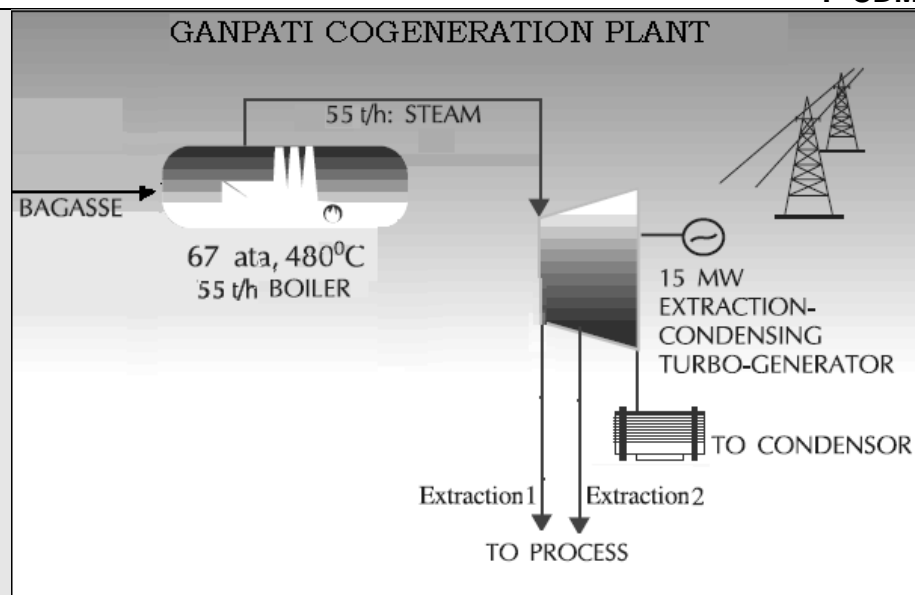 GANPATI COGENERATION PLANT
55 t/h: STEAM
BAGASSE
67 ata, 480⁰C
55 t/h BOILER
15 MW
EXTRACTION-
CONDENSING
TURBO-GENERATOR
TO CONDENSOR
Extraction1
Extraction2
TO PROCESS